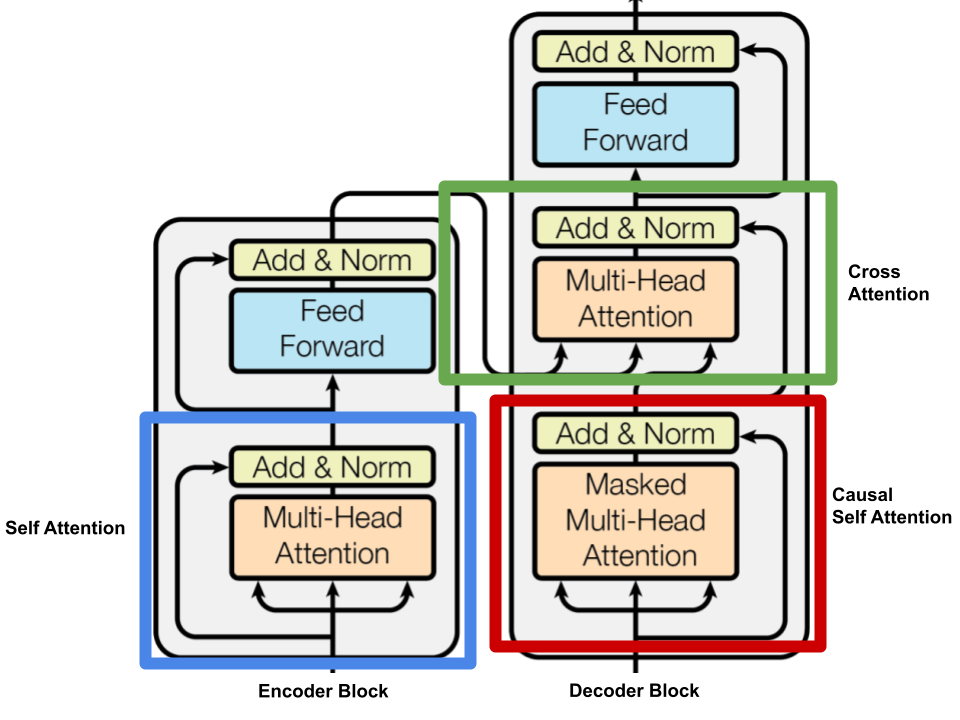 Add & Norm
Feed
Forward
Add & Norm
Multi-Head
Attention
Cross
Attention
Add & Norm
Feed
Forward
Add & Norm
Masked
Multi-Head
Attention
Causal
Self Attention
Add & Norm
Multi-Head
Attention
Self Attention
Encoder Block
Decoder Block